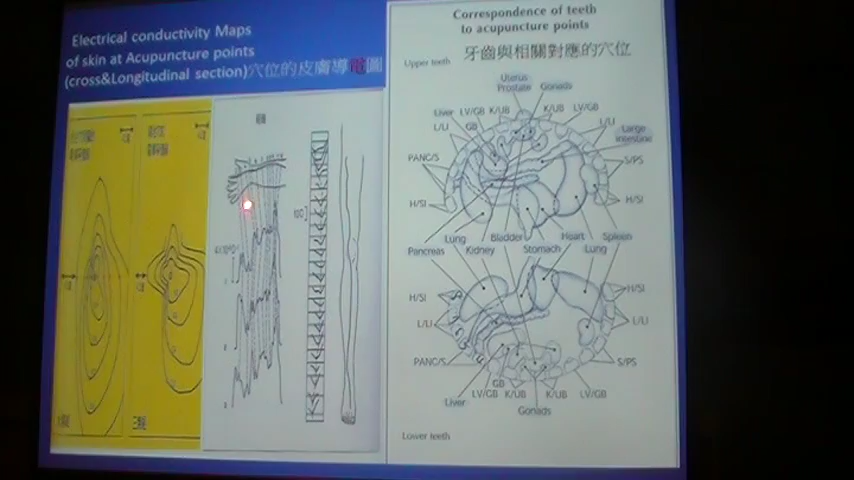 Electrical conductivity Maps
of skin at Acupuncture points
(cross&Longitudinal section)穴位的皮膚導電圖
Correspondence of teeth
to acupuncture points
牙齒與相關對應的穴位
Upper teeth
Uterus
Prostate
Gonads
Liver LV/GB K/UB K/UB LV/GB
L/LI GB L/LI
Large
Intestine
PANC/S S/PS
H/SI H/SI
Lung Bladder Heart Spleen
Pancreas Kidney Stomach Lung
H/SI H/SI
L/LI L/LI
PANC/S S/PS
GB
LV/GB K/UB K/UB LV/GB
Liver
Gonads
Lower teeth